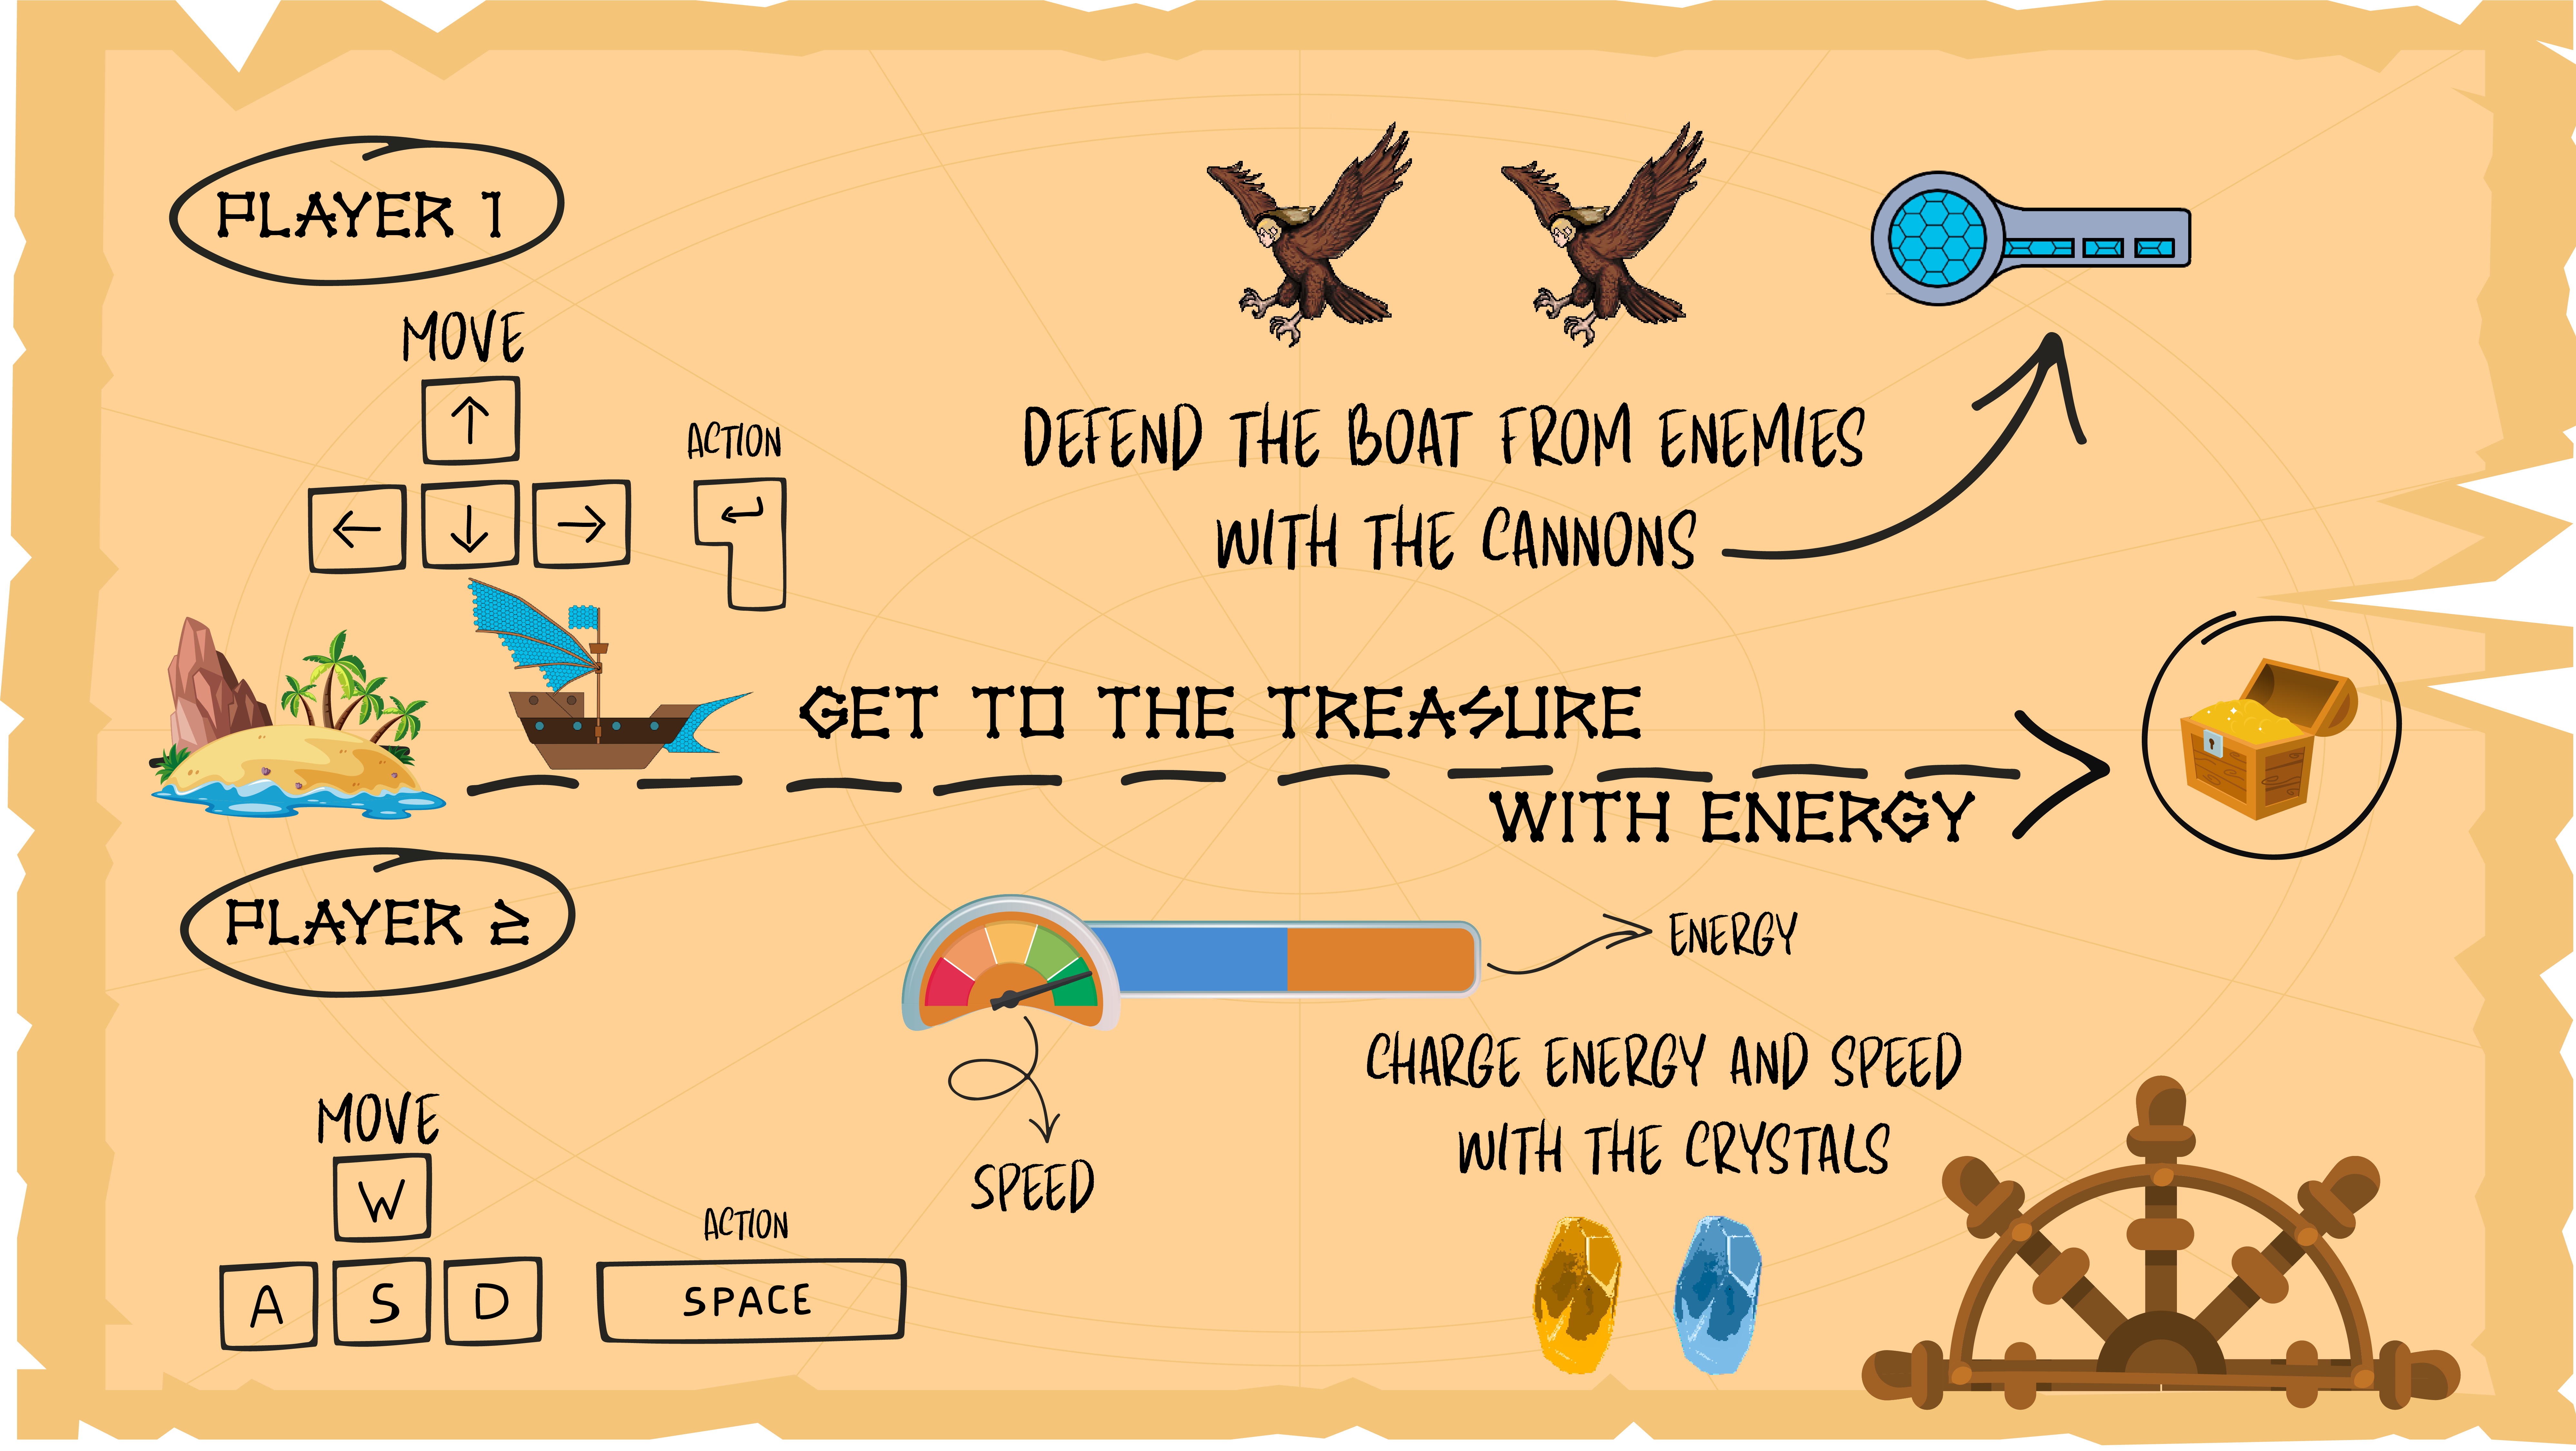 PLAYER 1
MOVE
ACTION
DEFEND THE BOAT FROM ENEMIES
WITH THE CANNONS
GET TO THE TREASURE
WITH ENERGY
PLAYER 2
ENERGY
CHARGE ENERGY AND SPEED
WITH THE CRYSTALS
SPEED
MOVE
W
A S D
ACTION
SPACE